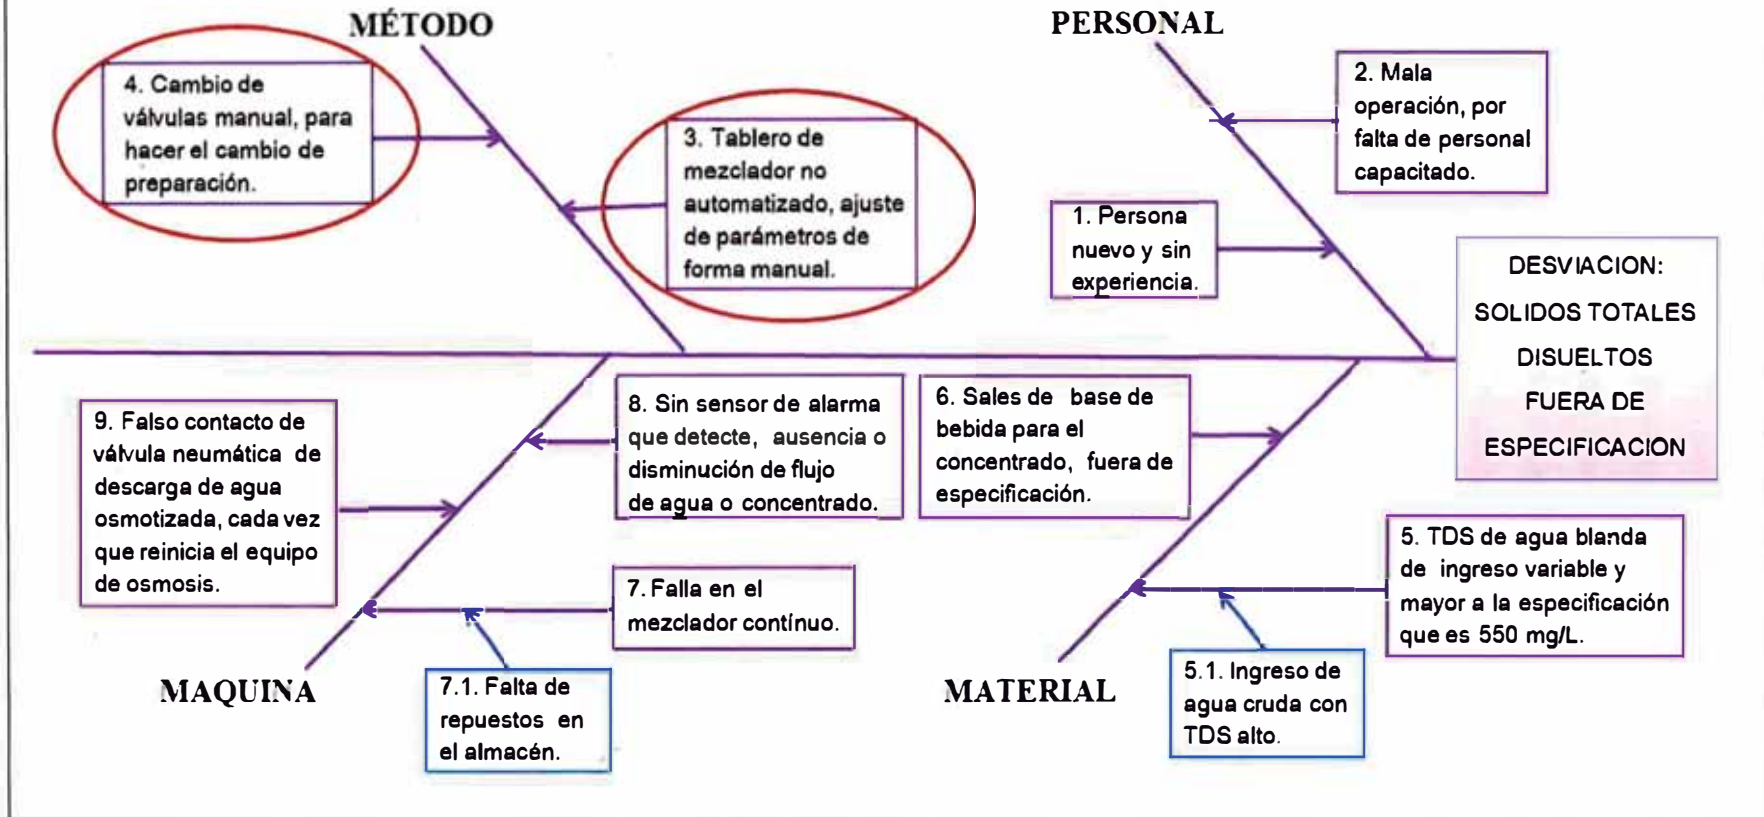 MÉTODO
4. Cambio de
válvulas manual, para
hacer el cambio de
preparación.
3. Tablero de
mezclador no
automatizado, ajuste
de parámetros de
forma manual.
PERSONAL
2. Mala
operación, por
falta de personal
capacitado.
1. Persona
nuevo y sin
experiencia.
DESVIACION:
SOLIDOS TOTALES
DISUELTOS
FUERA DE
ESPECIFICACION
9. Falso contacto de
válvula neumática de
descarga de agua
osmotizada, cada vez
que reinicia el equipo
de osmosis.
8. Sin sensor de alarma
que detecte, ausencia o
disminución de flujo
de agua o concentrado.
7. Falla en el
mezclador contínuo.
7.1. Falta de
repuestos en
el almacén.
MAQUINA
6. Sales de base de
bebida para el
concentrado, fuera de
especificación.
5. TDS de agua blanda
de ingreso variable y
mayor a la especificación
que es 550 mg/L.
5.1. Ingreso de
agua cruda con
TDS alto.
MATERIAL